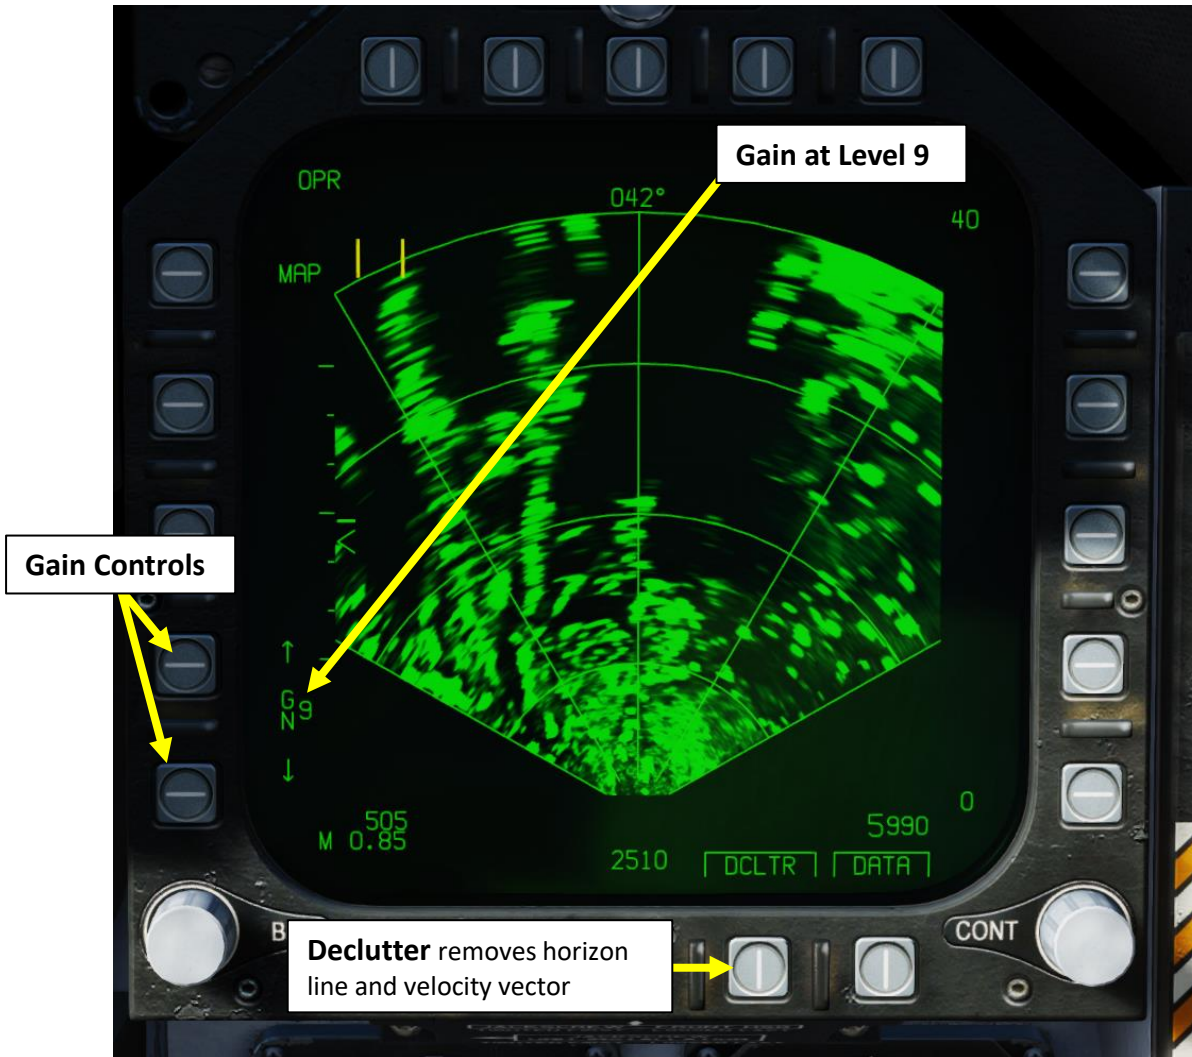 Gain at Level 9
OPR
042°
40
MAP
Gain Controls
↑
G
N 9
↓
505
M 0.85
5990
0
2510
DCLTR
DATA
B
CONT
Declutter removes horizon
line and velocity vector